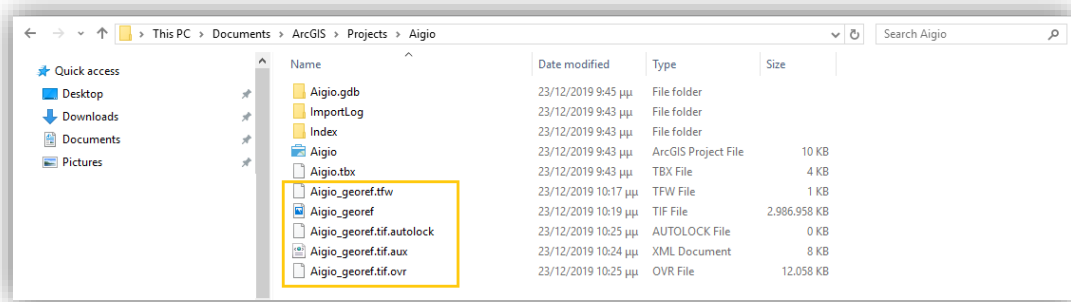 This PC > Documents > ArcGIS > Projects > Aigio
Search Aigio
Quick access
Desktop
Downloads
Documents
Pictures
Name Date modified Type Size
Aigio.gdb 23/12/2019 9:45 μμ File folder
ImportLog 23/12/2019 9:43 μμ File folder
Index 23/12/2019 9:43 μμ File folder
Aigio 23/12/2019 9:43 μμ ArcGIS Project File 10 KB
Aigio.tbx 23/12/2019 9:43 μμ TBX File 4 KB
Aigio_georef.tfw 23/12/2019 10:17 μμ TFW File 1 KB
Aigio_georef 23/12/2019 10:19 μμ TIF File 2.986.958 KB
Aigio_georef.tif.autolock 23/12/2019 10:25 μμ AUTOLOCK File 0 KB
Aigio_georef.tif.aux 23/12/2019 10:24 μμ XML Document 8 KB
Aigio_georef.tif.ovr 23/12/2019 10:25 μμ OVR File 12.058 KB